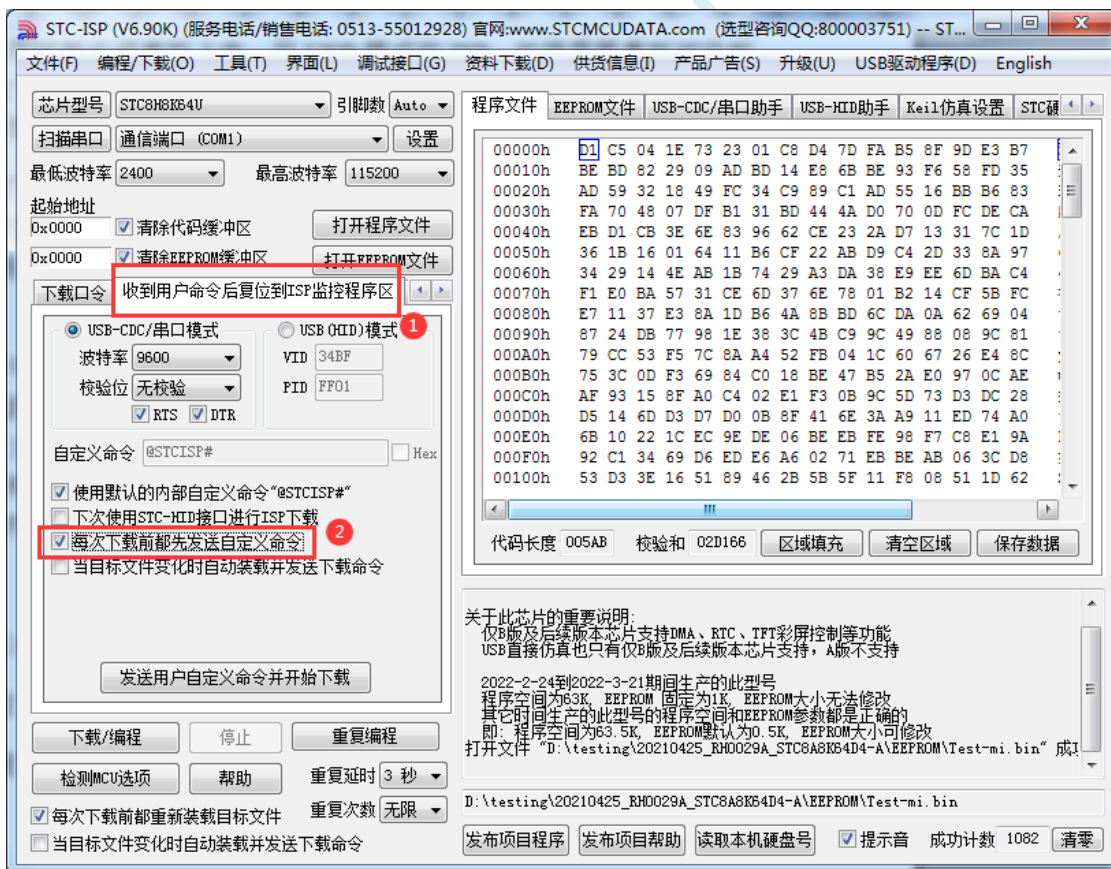 STC-ISP (V6.90K) (服务电话/销售电话: 0513-55012928) 官网:www.STCMCUDATA.com (选型咨询QQ:800003751) -- ST...
文件(F) 编程/下载(O) 工具(T) 界面(L) 调试接口(G) 资料下载(D) 供货信息(I) 产品广告(S) 升级(U) USB驱动程序(D) English
芯片型号 STC8H8K64U 引脚数 Auto
扫描串口 通信端口 (COM1) 设置
最低波特率 2400 最高波特率 115200
起始地址
0x0000 清除代码缓冲区 打开程序文件
0x0000 清除EEPROM缓冲区 打开EEPROM文件
下载口令 收到用户命令后复位到ISP监控程序区
1
USB-CDC/串口模式 USB(HID)模式
波特率 9600 VID 34BF
校验位 无校验 PID FF01
RTS DTR
自定义命令 @STCISP# Hex
使用默认的内部自定义命令"@STCISP#"
下次使用STC-HID接口进行ISP下载
每次下载前都先发送自定义命令
2
当目标文件变化时自动装载并发送下载命令
发送用户自定义命令并开始下载
下载/编程 停止 重复编程
检测MCU选项 帮助 重复延时 3 秒
每次下载前都重新装载目标文件 重复次数 无限
当目标文件变化时自动装载并发送下载命令
程序文件 EEPROM文件 USB-CDC/串口助手 USB-HID助手 Keil仿真设置 STC硬
00000h D1 C5 04 1E 73 23 01 C8 D4 7D FA B5 8F 9D E3 B7
00010h BE BD 82 29 09 AD BD 14 E8 6B BE 93 F6 58 FD 35
00020h AD 59 32 18 49 FC 34 C9 89 C1 AD 55 16 BB B6 83
00030h FA 70 48 07 DF B1 31 BD 44 4A D0 70 0D FC DE CA
00040h EB D1 CB 3E 6E 83 96 62 CE 23 2A D7 13 31 7C 1D
00050h 36 1B 16 01 64 11 B6 CF 22 AB D9 C4 2D 33 8A 97
00060h 34 29 14 4E AB 1B 74 29 A3 DA 38 E9 EE 6D BA C4
00070h F1 E0 BA 57 31 CE 6D 37 6E 78 01 B2 14 CF 5B FC
00080h E7 11 37 E3 8A 1D B6 4A 8B BD 6C DA 0A 62 69 04
00090h 87 24 DB 77 98 1E 38 3C 4B C9 9C 49 88 08 9C 81
000A0h 79 CC 53 F5 7C 8A A4 52 FB 04 1C 60 67 26 E4 8C
000B0h 75 3C 0D F3 69 84 C0 18 BE 47 B5 2A E0 97 0C AE
000C0h AF 93 15 8F A0 C4 02 E1 F3 0B 9C 5D 73 D3 DC 28
000D0h D5 14 6D D3 D7 D0 0B 8F 41 6E 3A A9 11 ED 74 A0
000E0h 6B 10 22 1C EC 9E DE 06 BE EB FE 98 F7 C8 E1 9A
000F0h 92 C1 34 69 D6 ED E6 A6 02 71 EB BE AB 06 3C D8
00100h 53 D3 3E 16 51 89 46 2B 5B 5F 11 F8 08 51 1D 62
代码长度 005AB 校验和 02D166 区域填充 清空区域 保存数据
关于此芯片的重要说明:
仅B版及后续版本芯片支持DMA、RTC、TFT彩屏控制等功能
USB直接仿真也只有仅B版及后续版本芯片支持，A版不支持
2022-2-24到2022-3-21期间生产的此型号
程序空间为63K, EEPROM 固定为1K, EEPROM大小无法修改
其它时间生产的此型号的程序空间和EEPROM参数都是正确的
即: 程序空间为63.5K, EEPROM默认为0.5K, EEPROM大小可修改
打开文件 "D:\testing\20210425_RH0029A_STC8A8K64D4-A\EEPROM\Test-mi.bin" 成功
D:\testing\20210425_RH0029A_STC8A8K64D4-A\EEPROM\Test-mi.bin
发布项目程序 发布项目帮助 读取本机硬盘号 提示音 成功计数 1082 清零